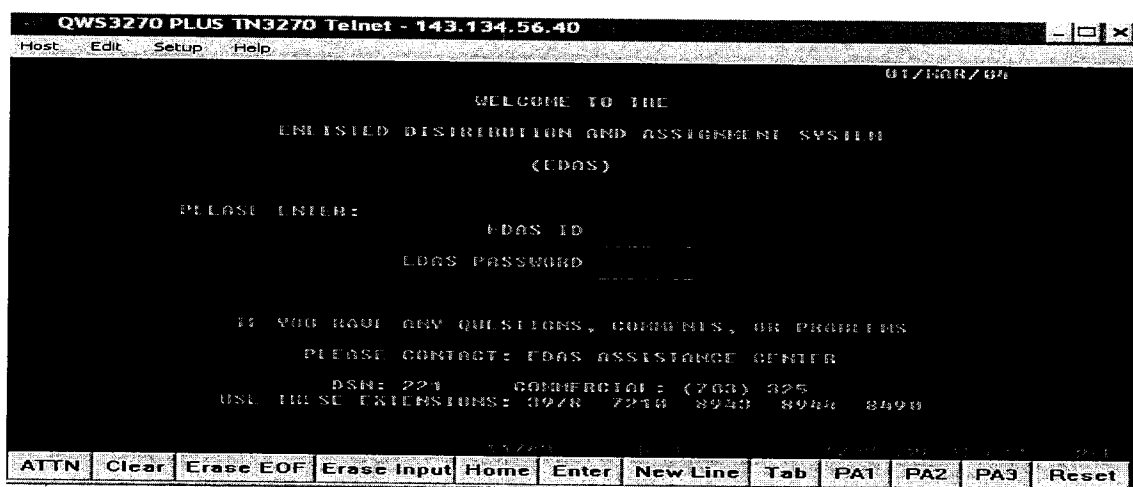 QWS3270 PLUS TN3270 Telnet - 143.134.56.40
Host Edit Setup Help
01/MAR/04
WELCOME TO THE
ENLISTED DISTRIBUTION AND ASSIGNMENT SYSTEM
(EDAS)
PLEASE ENTER:
EDAS ID
EDAS PASSWORD
IF YOU HAVE ANY QUESTIONS, COMMENTS, OR PROBLEMS
PLEASE CONTACT: EDAS ASSISTANCE CENTER
DSN: 221 COMMERCIAL: (703) 325
USE THESE EXTENSIONS: 3978 7210 8943 8944 8490
ATTN Clear Erase EOF Erase Input Home Enter New Line Tab PA1 PA2 PA3 Reset